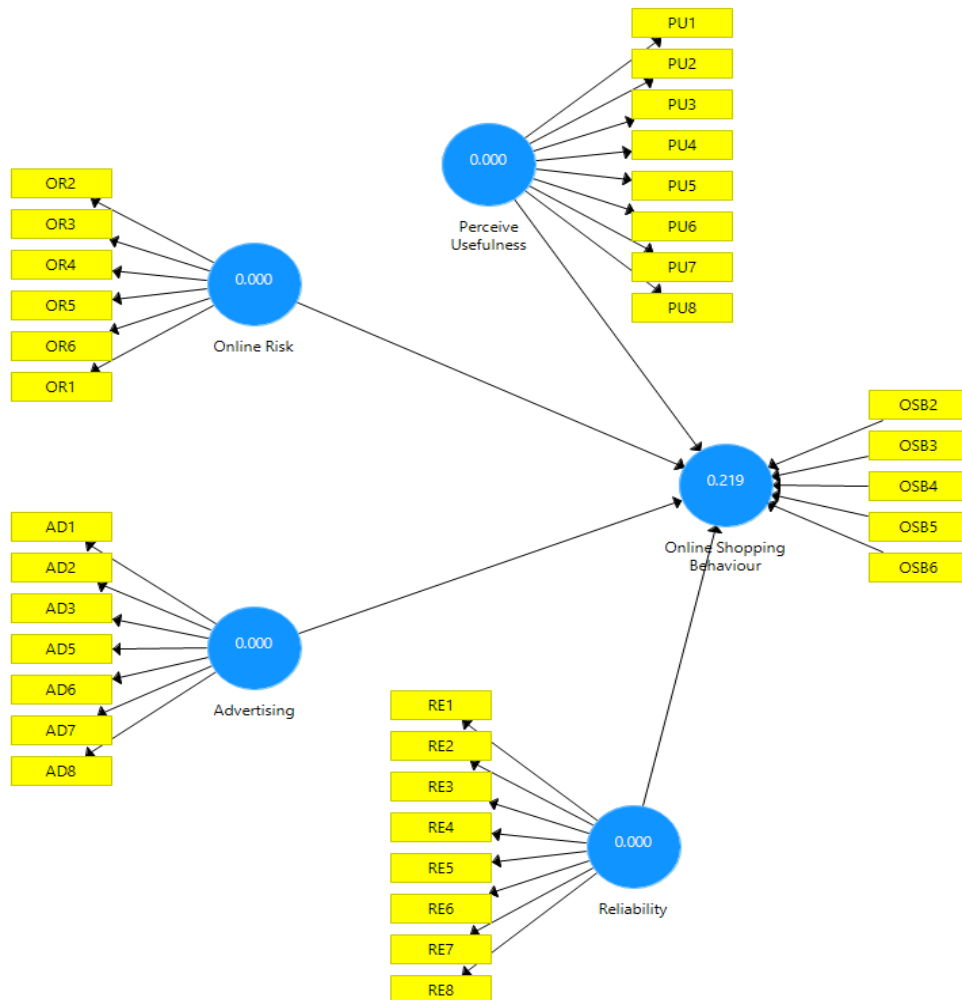 PU1
PU2
PU3
PU4
PU5
PU6
PU7
PU8
0.000
Perceive
Usefulness
OR2
OR3
OR4
OR5
OR6
OR1
0.000
Online Risk
OSB2
OSB3
OSB4
OSB5
OSB6
0.219
Online Shopping
Behaviour
AD1
AD2
AD3
AD5
AD6
AD7
AD8
0.000
Advertising
RE1
RE2
RE3
RE4
RE5
RE6
RE7
RE8
0.000
Reliability